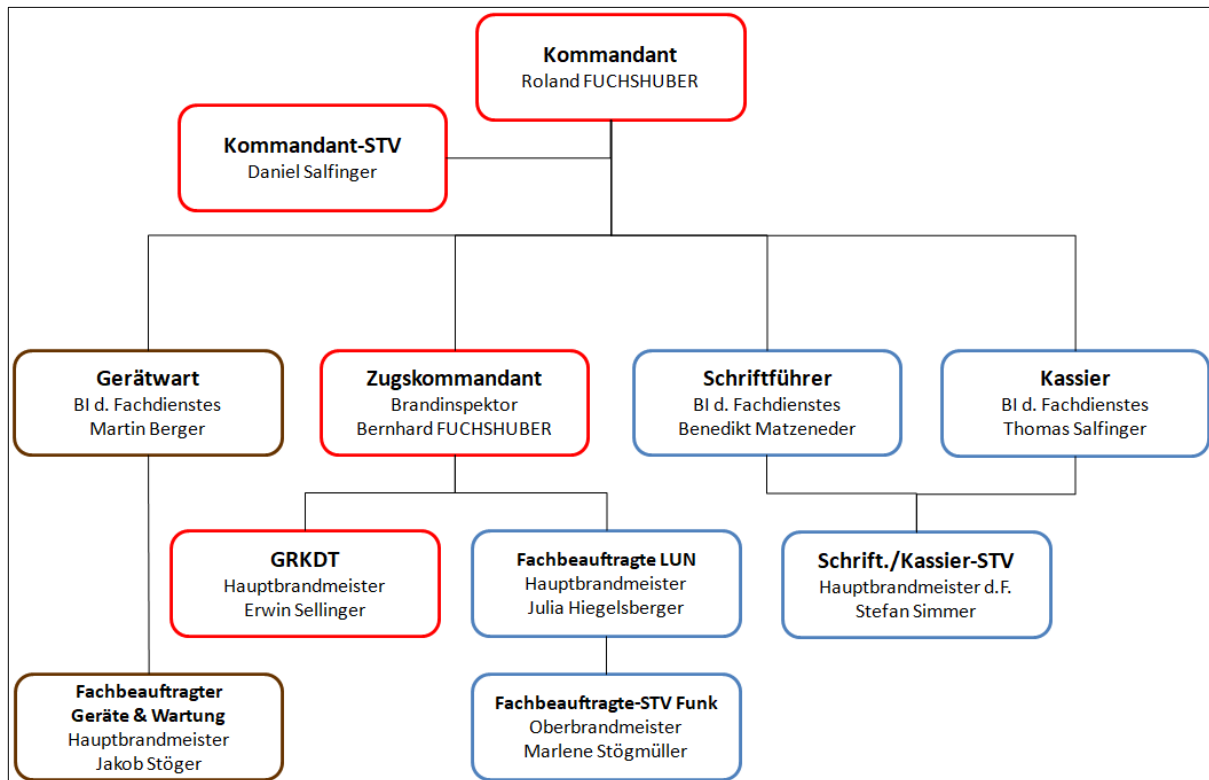 Kommandant
Roland FUCHSHUBER
Kommandant-STV
Daniel Salfinger
Gerätwart
BI d. Fachdienstes
Martin Berger
Zugskommandant
Brandinspektor
Bernhard FUCHSHUBER
Schriftführer
BI d. Fachdienstes
Benedikt Matzeneder
Kassier
BI d. Fachdienstes
Thomas Salfinger
GRKDT
Hauptbrandmeister
Erwin Sellinger
Fachbeauftragte LUN
Hauptbrandmeister
Julia Hiegelsberger
Schrift./Kassier-STV
Hauptbrandmeister d.F.
Stefan Simmer
Fachbeauftragter
Geräte & Wartung
Hauptbrandmeister
Jakob Stöger
Fachbeauftragte-STV Funk
Oberbrandmeister
Marlene Stögmüller